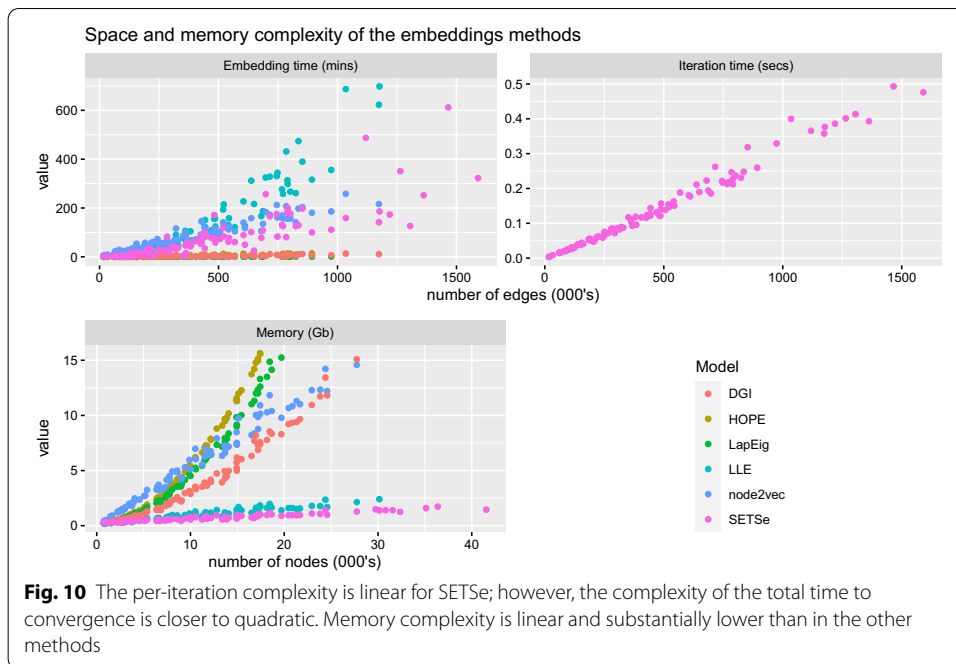 Space and memory complexity of the embeddings methods
Embedding time (mins)
Iteration time (secs)
value
600
400
200
0
0
500
1000
1500
0.5
0.4
0.3
0.2
0.1
0.0
0
500
1000
1500
number of edges (000's)
Memory (Gb)
value
15
10
5
0
0
10
20
30
40
number of nodes (000's)
Model
DGI
HOPE
LapEig
LLE
node2vec
SETSe
Fig. 10 The per-iteration complexity is linear for SETSe; however, the complexity of the total time to
convergence is closer to quadratic. Memory complexity is linear and substantially lower than in the other
methods